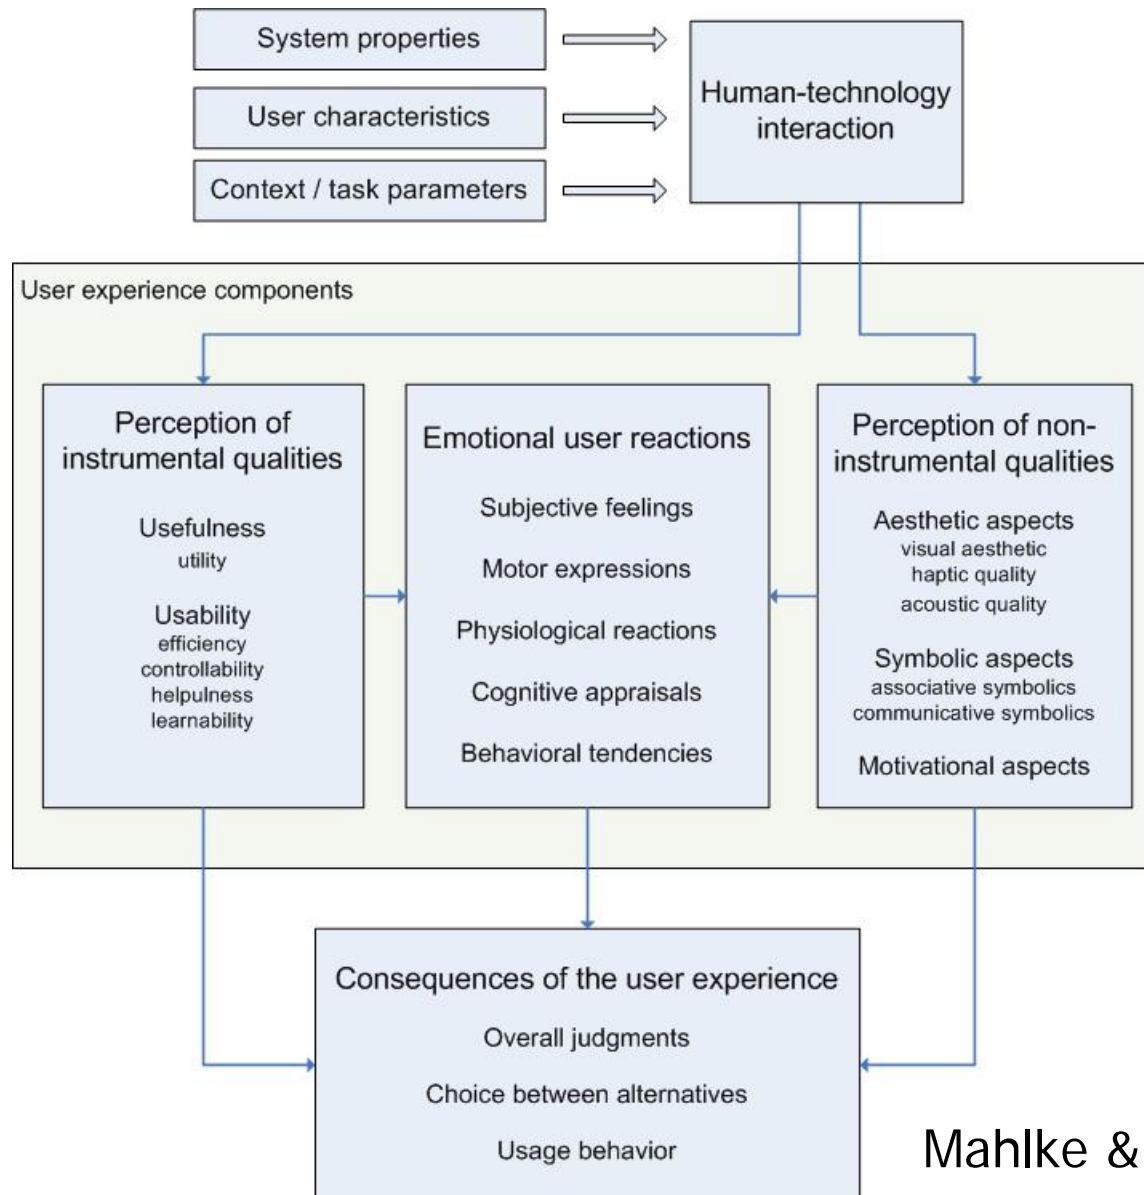 System properties
User characteristics
Context / task parameters
Human-technology
interaction
User experience components
Perception of
instrumental qualities
Usefulness
utility
Usability
efficiency
controllability
helpulness
learnability
Emotional user reactions
Subjective feelings
Motor expressions
Physiological reactions
Cognitive appraisals
Behavioral tendencies
Perception of non-
instrumental qualities
Aesthetic aspects
visual aesthetic
haptic quality
acoustic quality
Symbolic aspects
associative symbolics
communicative symbolics
Motivational aspects
Consequences of the user experience
Overall judgments
Choice between alternatives
Usage behavior
Mahlke &